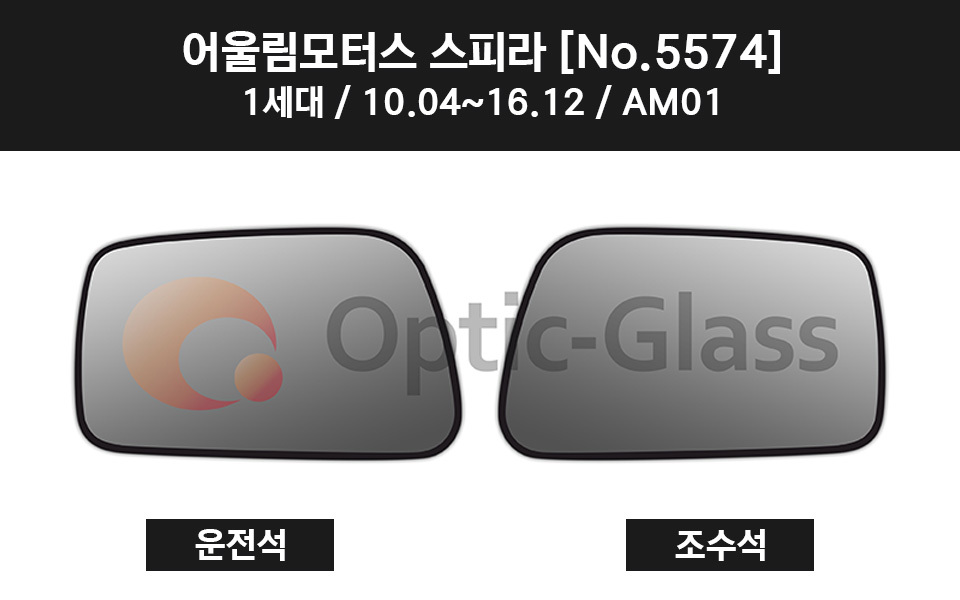 어울림모터스 스피라 [No.5574]
1세대 / 10.04~16.12 / AM01
Optic-Glass
운전석
조수석